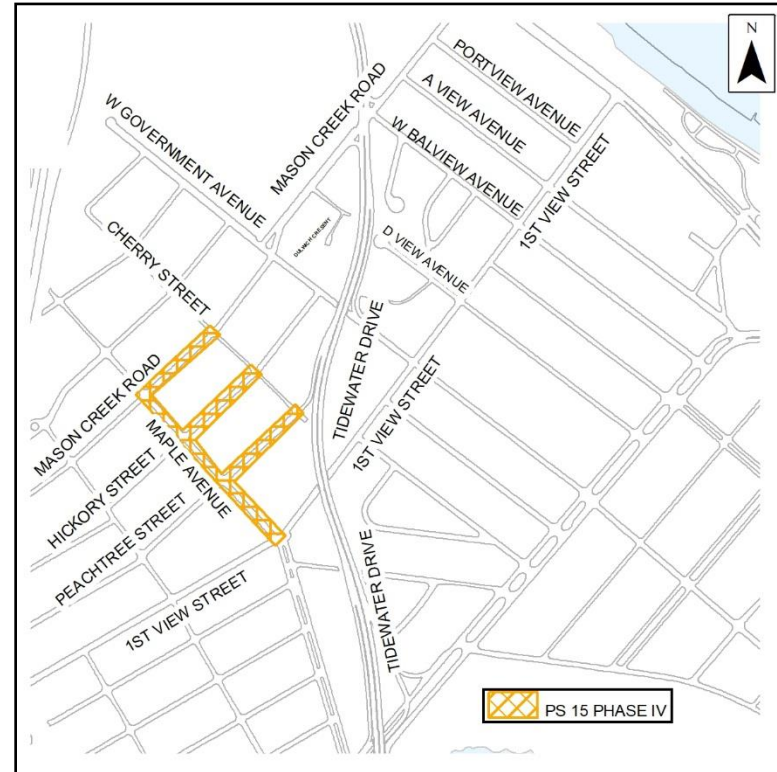 N
PORTVIEW AVENUE
A VIEW AVENUE
W BALVIEW AVENUE
MASON CREEK ROAD
W GOVERNMENT AVENUE
1ST VIEW STREET
D VIEW AVENUE
CHERRY STREET
TIDEWATER DRIVE
MASON CREEK ROAD
1ST VIEW STREET
MAPLE AVENUE
HICKORY STREET
PEACHTREE STREET
1ST VIEW STREET
TIDEWATER DRIVE
PS 15 PHASE IV